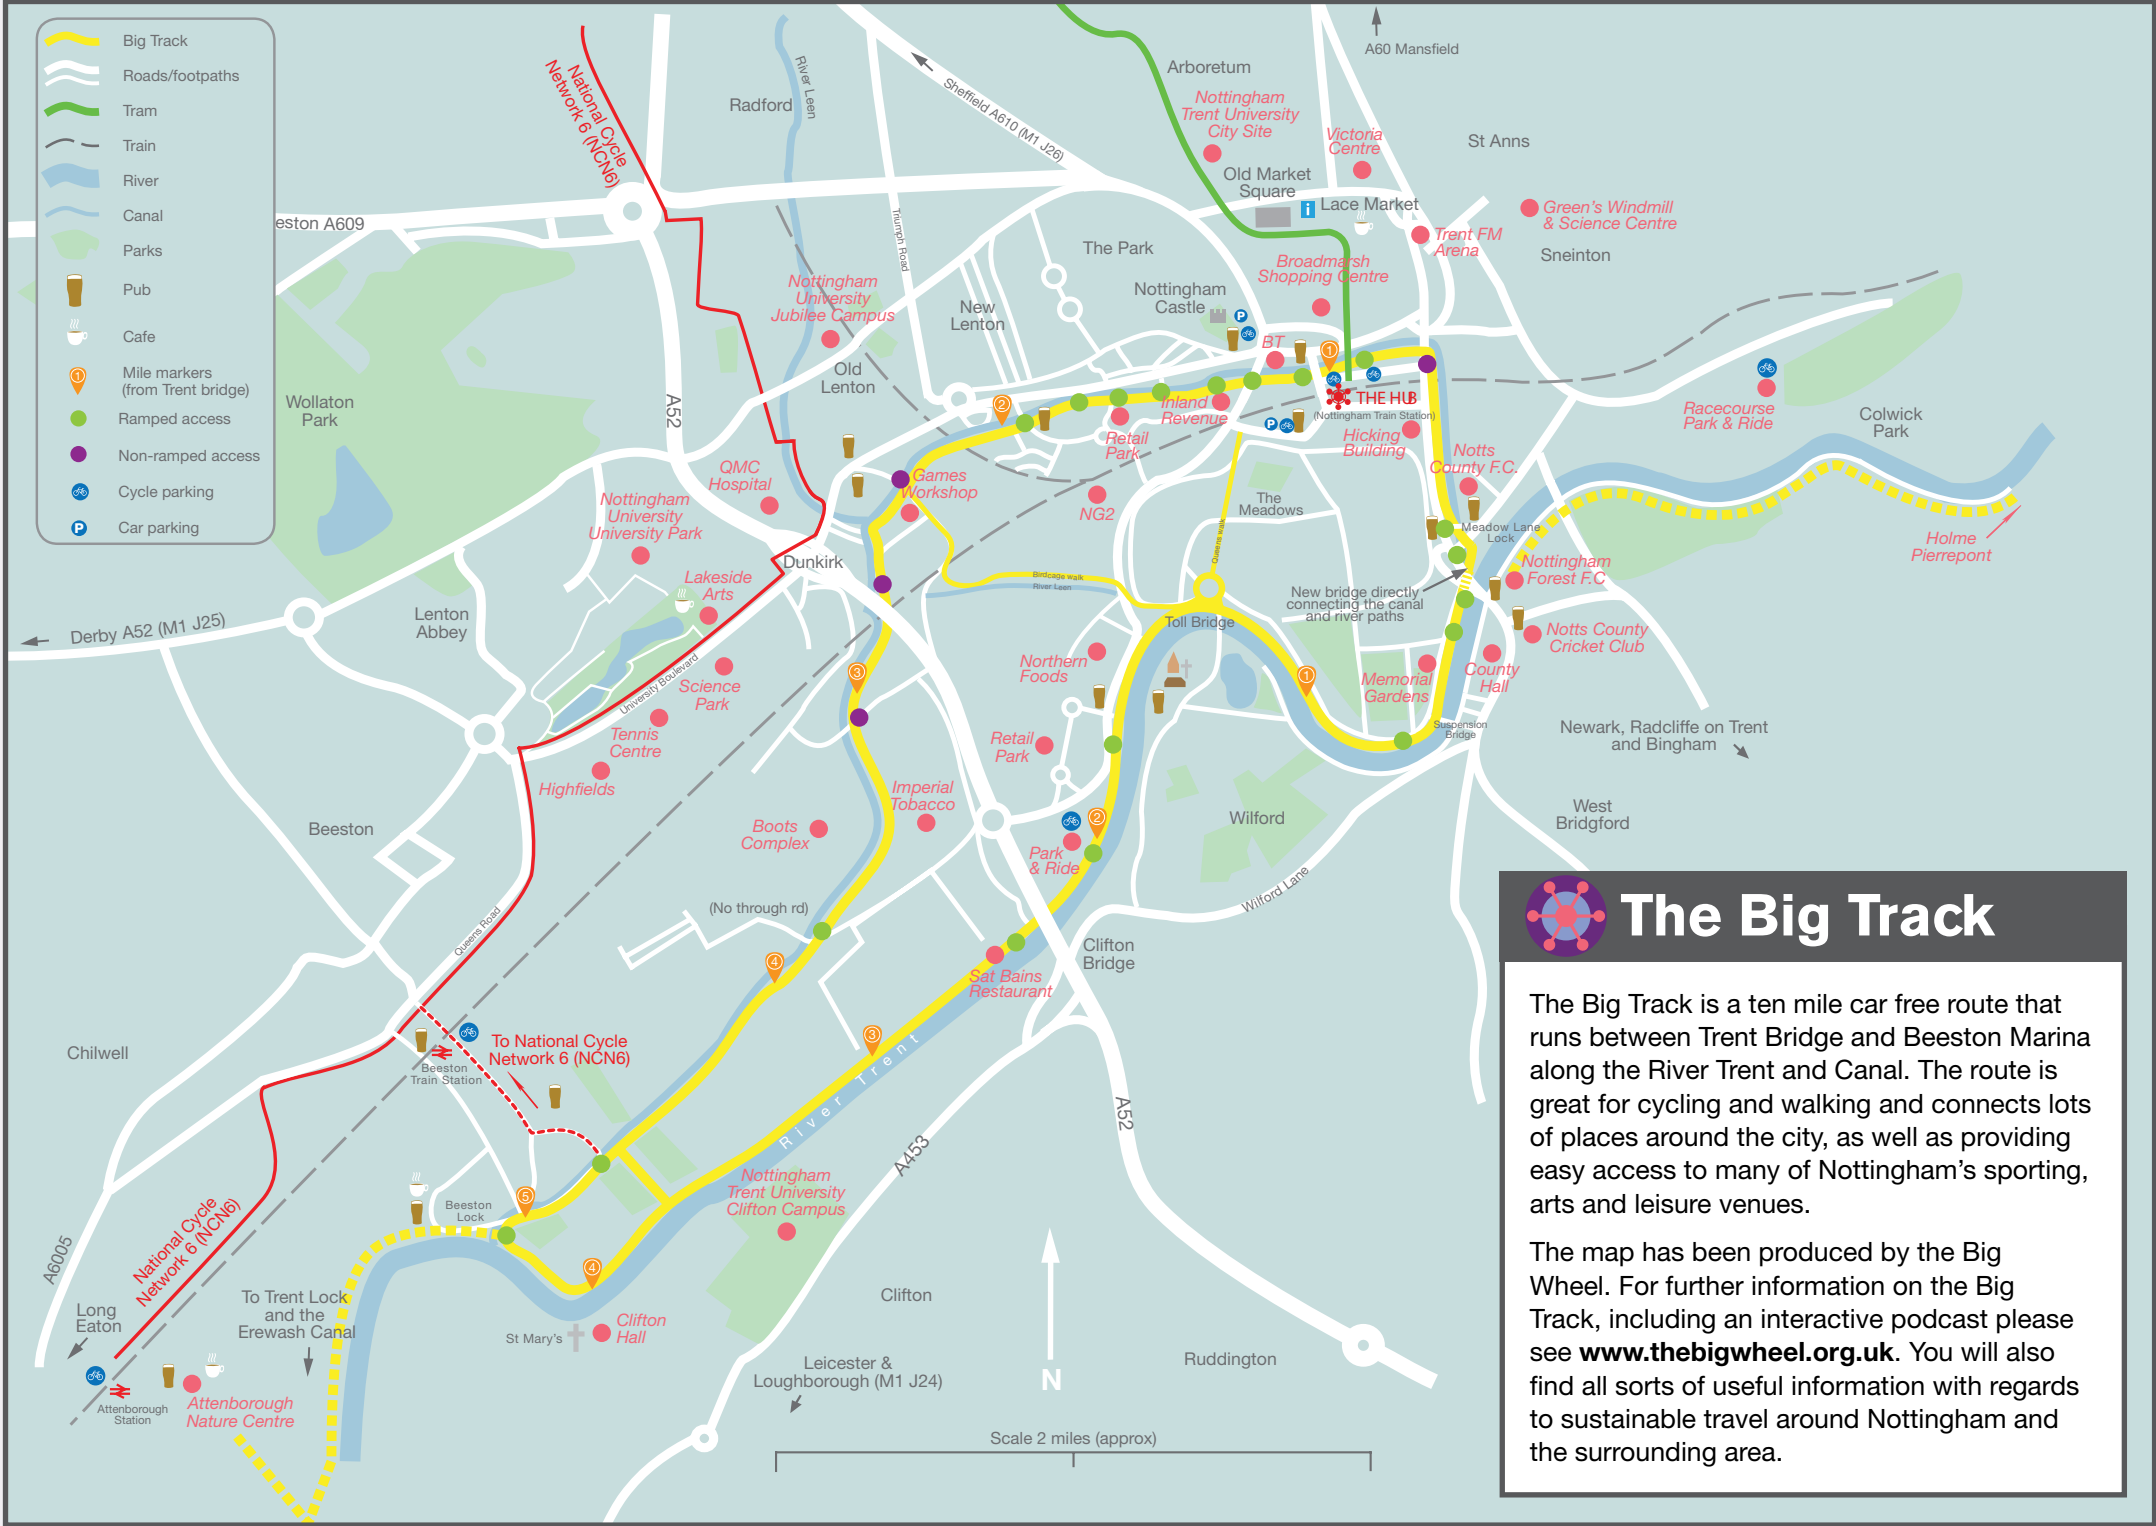 Big Track
Roads/footpaths
Tram
Train
River
Canal
Parks
Pub
Cafe
1
Mile markers
(from Trent bridge)
Ramped access
Non-ramped access
Cycle parking
P
Car parking
National Cycle
Network 6 (NCN6)
Radford
River Leen
Sheffield A610 (M1 J26)
A60 Mansfield
Arboretum
Nottingham
Trent University
City Site
Victoria
Centre
St Anns
Old Market
Square
i
Lace Market
Green's Windmill
& Science Centre
Trent FM
Arena
Sneinton
eston A609
Triumph Road
The Park
Broadmarsh
Shopping Centre
Nottingham
University
Jubilee Campus
New
Lenton
Nottingham
Castle
P
BT
1
Old
Lenton
Wollaton
Park
A52
2
Inland
Revenue
THE HUB
(Nottingham Train Station)
P
Retail
Park
Hicking
Building
Racecourse
Park & Ride
Colwick
Park
Notts
County F.C.
QMC
Hospital
Games
Workshop
Nottingham
University
University Park
NG2
The
Meadows
Queens walk
Meadow Lane
Lock
Holme
Pierrepont
Dunkirk
Lakeside
Arts
Birdcage walk
River Leen
Nottingham
Forest F.C
New bridge directly
connecting the canal
and river paths
Derby A52 (M1 J25)
Lenton
Abbey
Toll Bridge
Notts County
Cricket Club
University Boulevard
Science
Park
3
Northern
Foods
1
Memorial
Gardens
County
Hall
Tennis
Centre
Retail
Park
Suspension
Bridge
Newark, Radcliffe on Trent
and Bingham
Highfields
Imperial
Tobacco
Beeston
Boots
Complex
2
Park
& Ride
Wilford
West
Bridgford
Wilford Lane
(No through rd)
Queens Road
4
Clifton
Bridge
Sat Bains
Restaurant
3
River Trent
Chilwell
Beeston
Train Station
To National Cycle
Network 6 (NCN6)
A52
A453
Nottingham
Trent University
Clifton Campus
5
Beeston
Lock
National Cycle
Network 6 (NCN6)
A6005
4
To Trent Lock
and the
Erewash Canal
Long
Eaton
Clifton
St Mary's
Clifton
Hall
Leicester &
Loughborough (M1 J24)
Ruddington
N
Attenborough
Station
Attenborough
Nature Centre
Scale 2 miles (approx)
The Big Track
The Big Track is a ten mile car free route that
runs between Trent Bridge and Beeston Marina
along the River Trent and Canal. The route is
great for cycling and walking and connects lots
of places around the city, as well as providing
easy access to many of Nottingham's sporting,
arts and leisure venues.
The map has been produced by the Big
Wheel. For further information on the Big
Track, including an interactive podcast please
see www.thebigwheel.org.uk. You will also
find all sorts of useful information with regards
to sustainable travel around Nottingham and
the surrounding area.